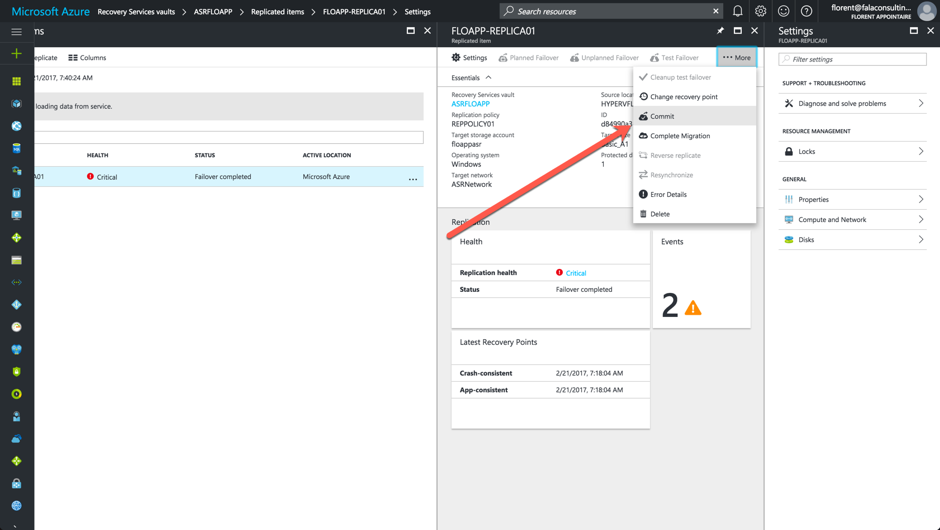 Microsoft Azure Recovery Services vaults > ASRFLOAPP > Replicated items > FLOAPP-REPLICA01 > Settings
Search resources
florent@falaconsultin...
FLORENT APPOINTAIRE
ms
eplicate
Columns
7:40:24 AM
loading data from service.
HEALTH STATUS ACTIVE LOCATION
A01 Critical Failover completed Microsoft Azure ...
FLOAPP-REPLICA01
Replicated item
Settings Planned Failover Unplanned Failover Test Failover ... More
Essentials
Recovery Services vault
ASRFLOAPP
Replication policy
REPPOLICY01
Target storage account
floappasr
Operating system
Windows
Target network
ASRNetwork
Source loca
HYPERVFL
ID
d84990a3
Basic_A1
Protected d
1
Cleanup test failover
Change recovery point
Commit
Complete Migration
Reverse replicate
Resynchronize
Error Details
Delete
Replication
Health
Replication health Critical
Status Failover completed
Events
2
Latest Recovery Points
Crash-consistent 2/21/2017, 7:18:04 AM
App-consistent 2/21/2017, 7:18:04 AM
Settings
FLOAPP-REPLICA01
Filter settings
SUPPORT + TROUBLESHOOTING
Diagnose and solve problems
RESOURCE MANAGEMENT
Locks
GENERAL
Properties
Compute and Network
Disks